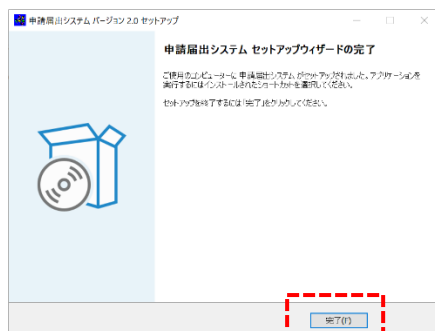 申請届出システム バージョン 2.0 セットアップ
申請届出システム セットアップウィザードの完了
ご使用のコンピューターに 申請届出システム がセットアップされました。アプリケーションを
実行するにはインストールされたショートカットを選択してください。
セットアップを終了するには「完了」をクリックしてください。
完了(F)